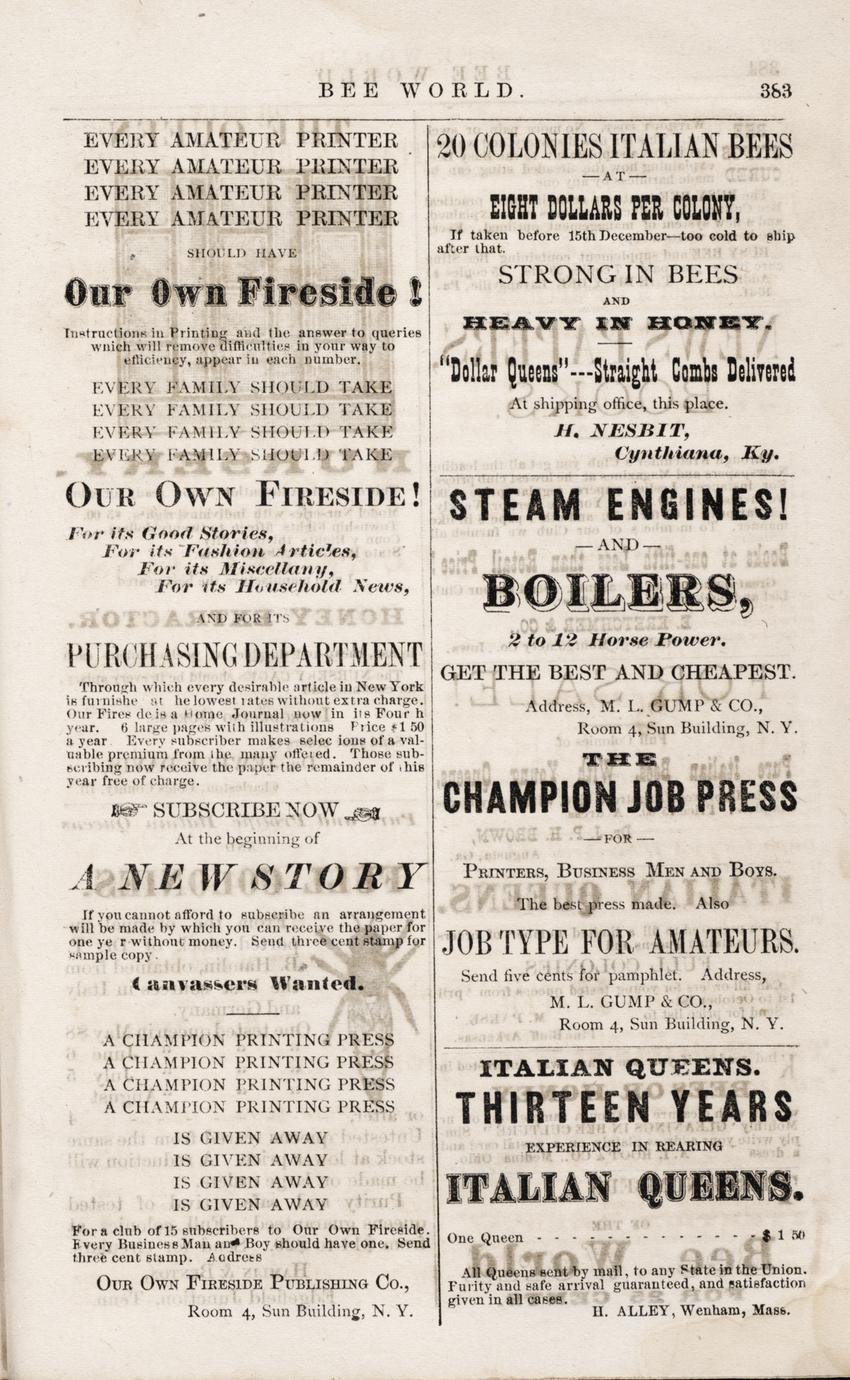 BEE WORLD.
383
EVERY AMATEUR PRINTER
EVERY AMATEUR PRINTER
EVERY AMATEUR PRINTER
EVERY AMATEUR PRINTER
SHOULD HAVE
Our Own Fireside !
Instructions in Printing and the answer to queries
which will remove difficulties in your way to
efficiency, appear in each number.
EVERY FAMILY SHOULD TAKE
EVERY FAMILY SHOULD TAKE
EVERY FAMILY SHOULD TAKE
EVERY FAMILY SHOULD TAKE
OUR OWN FIRESIDE!
For its Good Stories,
For its Fashion Articles,
For its Miscellany,
For its Household News,
AND FOR ITS
PURCHASING DEPARTMENT
Through which every desirable article in New York
is furnishe at he lowest rates without extra charge.
Our Fires de is a Home Journal now in its Four h
year. 6 large pages with illustrations Price $1 50
a year Every subscriber makes selec ions of a val-
uable premium from the many offered. Those sub-
scribing now receive the paper the remainder of this
year free of charge.
SUBSCRIBE NOW
At the beginning of
A NEW STORY
If you cannot afford to subscribe an arrangement
will be made by which you can receive the paper for
one ye r without money. Send three cent stamp for
sample copy.
Canvassers Wanted.
A CHAMPION PRINTING PRESS
A CHAMPION PRINTING PRESS
A CHAMPION PRINTING PRESS
A CHAMPION PRINTING PRESS
IS GIVEN AWAY
IS GIVEN AWAY
IS GIVEN AWAY
IS GIVEN AWAY
For a club of 15 subscribers to Our Own Fireside.
Every Business Man and Boy should have one. Send
three cent stamp. Address
OUR OWN FIRESIDE PUBLISHING CO.,
Room 4, Sun Building, N. Y.
20 COLONIES ITALIAN BEES
—AT—
EIGHT DOLLARS PER COLONY,
If taken before 15th December—too cold to ship
after that.
STRONG IN BEES
AND
HEAVY IN HONEY.
"Dollar Queens"---Straight Combs Delivered
At shipping office, this place.
H. NESBIT,
Cynthiana, Ky.
STEAM ENGINES!
—AND—
BOILERS,
2 to 12 Horse Power.
GET THE BEST AND CHEAPEST.
Address, M. L. GUMP & CO.,
Room 4, Sun Building, N. Y.
THE
CHAMPION JOB PRESS
—FOR—
PRINTERS, BUSINESS MEN AND BOYS.
The best press made. Also
JOB TYPE FOR AMATEURS.
Send five cents for pamphlet. Address,
M. L. GUMP & CO.,
Room 4, Sun Building, N. Y.
ITALIAN QUEENS.
THIRTEEN YEARS
EXPERIENCE IN REARING
ITALIAN QUEENS.
One Queen - - - - - - - - - - - - - $ 1 50
All Queens sent by mail, to any State in the Union.
Purity and safe arrival guaranteed, and satisfaction
given in all cases.
H. ALLEY, Wenham, Mass.